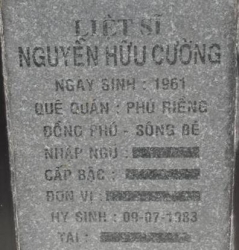 LIỆT SĨ
NGUYỄN HỮU CƯỜNG
NGÀY SINH : 1961
QUÊ QUÁN : PHÚ RIỀNG
ĐỒNG PHÚ - SÔNG BÉ
NHẬP NGŨ :
CẤP BẬC :
ĐƠN VỊ :
HY SINH : 09-07-1983
TẠI :